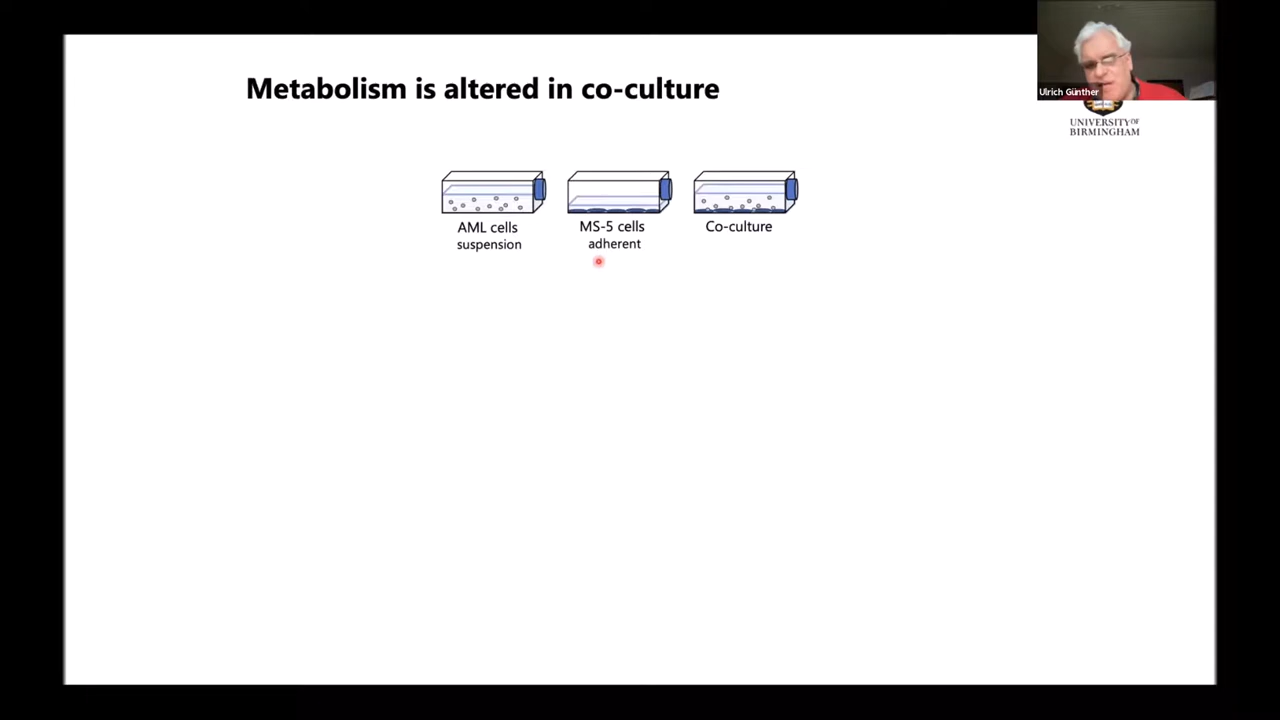 Metabolism is altered in co-culture
Ulrich Günther
UNIVERSITY OF
BIRMINGHAM
AML cells
suspension
MS-5 cells
adherent
Co-culture